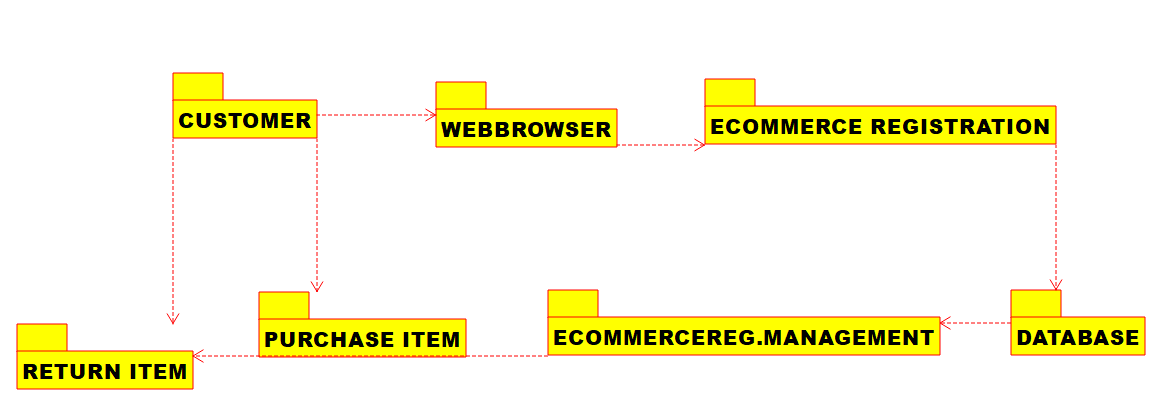 CUSTOMER
WEBBROWSER
ECOMMERCE REGISTRATION
PURCHASE ITEM
ECOMMERCEREG.MANAGEMENT
DATABASE
RETURN ITEM